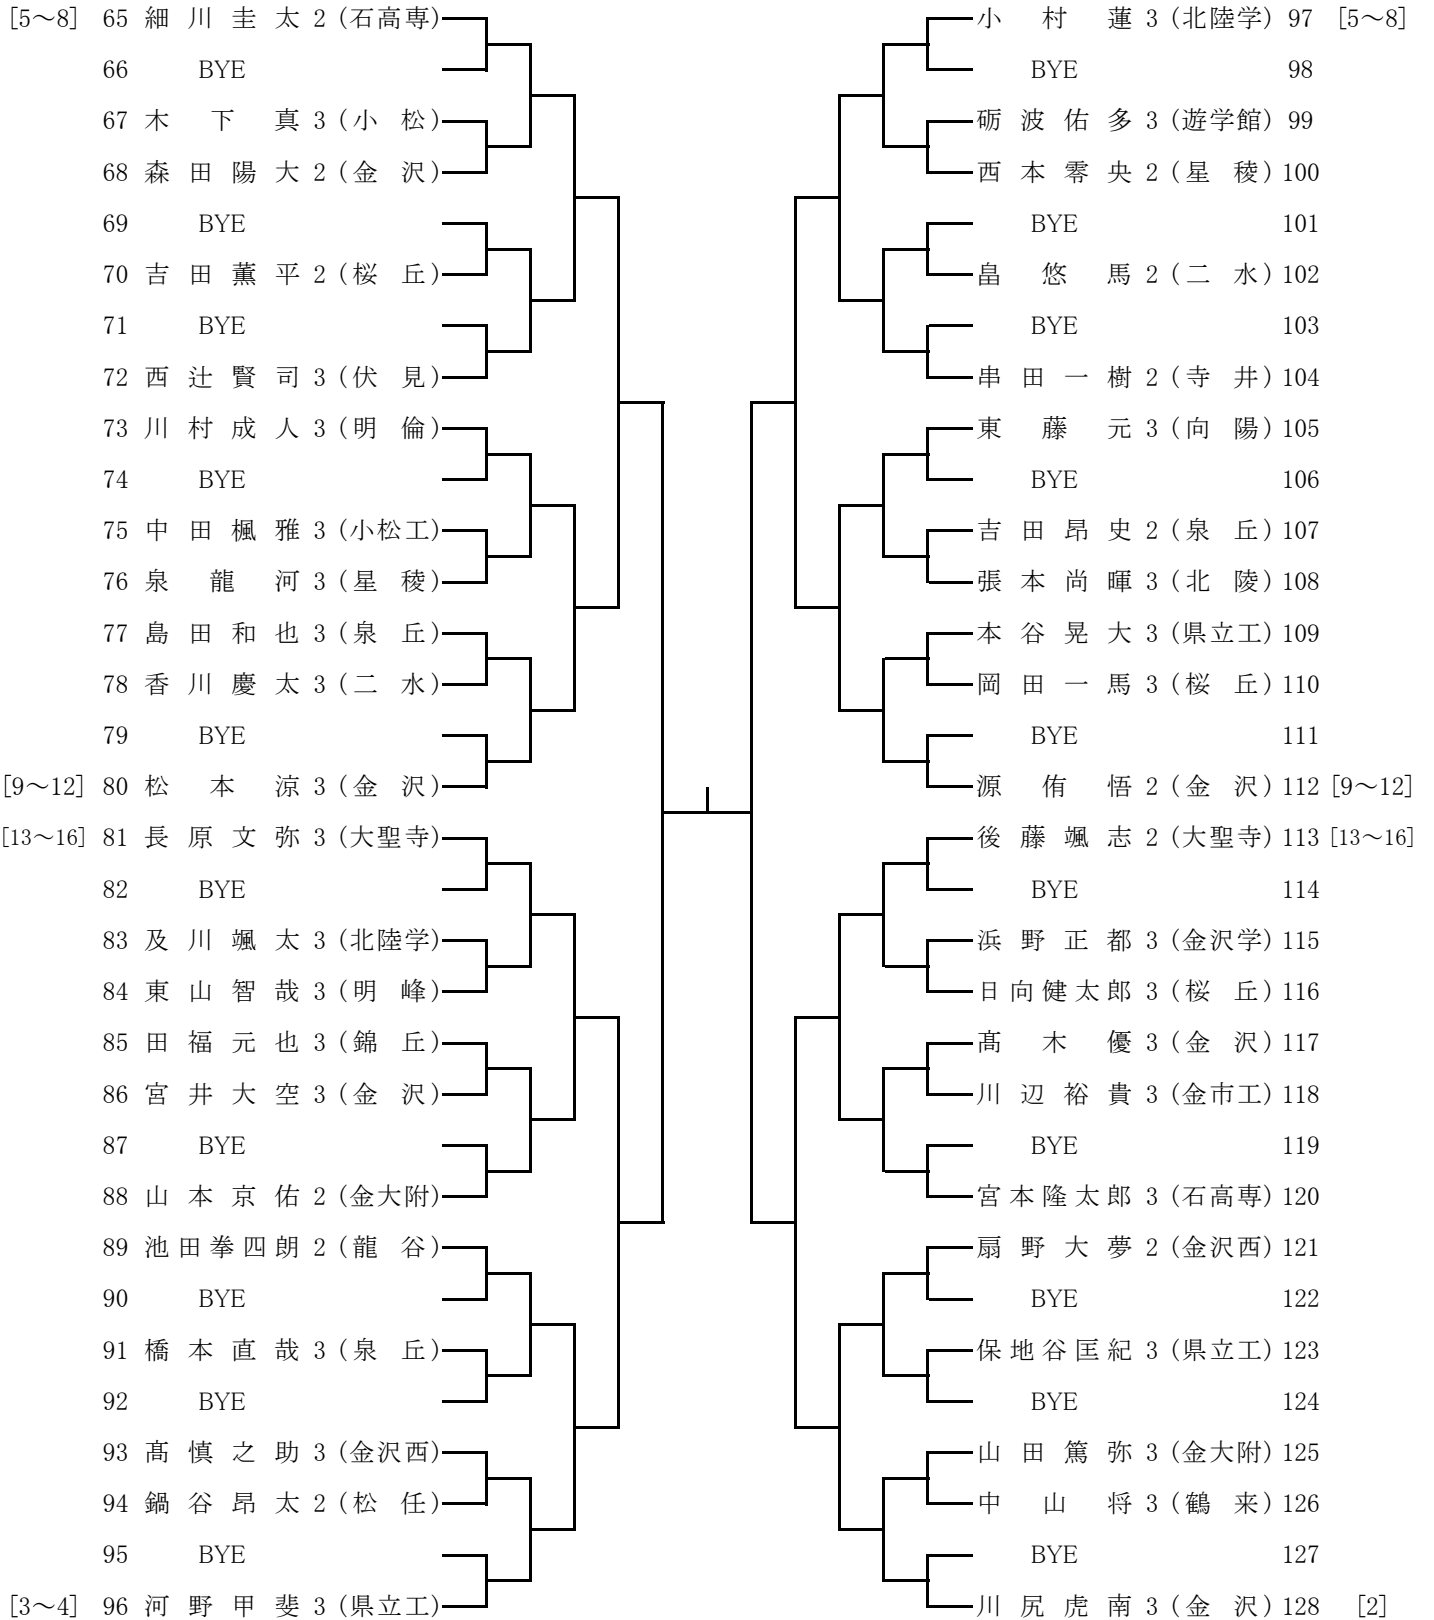 [5～8] 65 細川圭太 2 (石高専)
66 BYE
67 木下真 3 (小松)
68 森田陽大 2 (金沢)
69 BYE
70 吉田薫平 2 (桜丘)
71 BYE
72 西辻賢司 3 (伏見)
73 川村成人 3 (明倫)
74 BYE
75 中田楓雅 3 (小松工)
76 泉龍河 3 (星稜)
77 島田和也 3 (泉丘)
78 香川慶太 3 (二水)
79 BYE
[9～12] 80 松本涼 3 (金沢)
[13～16] 81 長原文弥 3 (大聖寺)
82 BYE
83 及川颯太 3 (北陸学)
84 東山智哉 3 (明峰)
85 田福元也 3 (錦丘)
86 宮井大空 3 (金沢)
87 BYE
88 山本京佑 2 (金大附)
89 池田拳四朗 2 (龍谷)
90 BYE
91 橋本直哉 3 (泉丘)
92 BYE
93 髙慎之助 3 (金沢西)
94 鍋谷昂太 2 (松任)
95 BYE
[3～4] 96 河野甲斐 3 (県立工)
小村蓮 3 (北陸学) 97 [5～8]
BYE 98
砺波佑多 3 (遊学館) 99
西本零央 2 (星稜) 100
BYE 101
畠悠馬 2 (二水) 102
BYE 103
串田一樹 2 (寺井) 104
東藤元 3 (向陽) 105
BYE 106
吉田昂史 2 (泉丘) 107
張本尚暉 3 (北陵) 108
本谷晃大 3 (県立工) 109
岡田一馬 3 (桜丘) 110
BYE 111
源侑悟 2 (金沢) 112 [9～12]
後藤颯志 2 (大聖寺) 113 [13～16]
BYE 114
浜野正都 3 (金沢学) 115
日向健太郎 3 (桜丘) 116
髙木優 3 (金沢) 117
川辺裕貴 3 (金市工) 118
BYE 119
宮本隆太郎 3 (石高専) 120
扇野大夢 2 (金沢西) 121
BYE 122
保地谷匡紀 3 (県立工) 123
BYE 124
山田篤弥 3 (金大附) 125
中山将 3 (鶴来) 126
BYE 127
川尻虎南 3 (金沢) 128 [2]